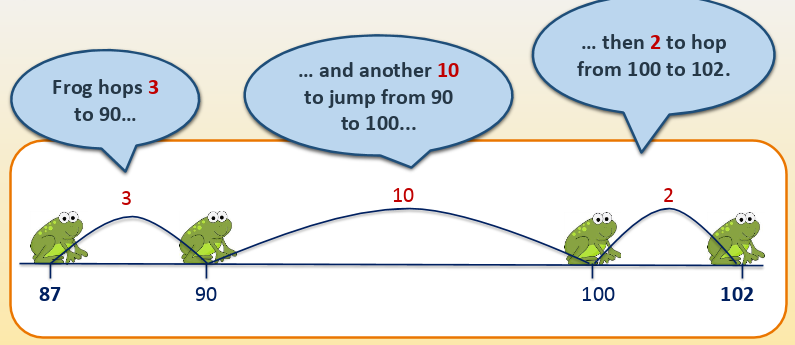 Frog hops 3
to 90…
… and another 10
to jump from 90
to 100...
… then 2 to hop
from 100 to 102.
3
10
2
87
90
100
102